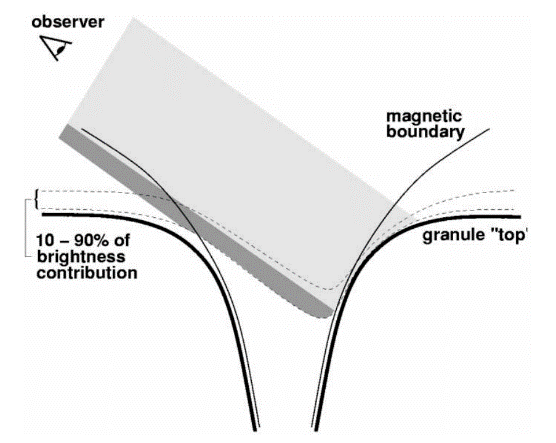 observer
magnetic
boundary
10 – 90% of
brightness
contribution
granule "top'